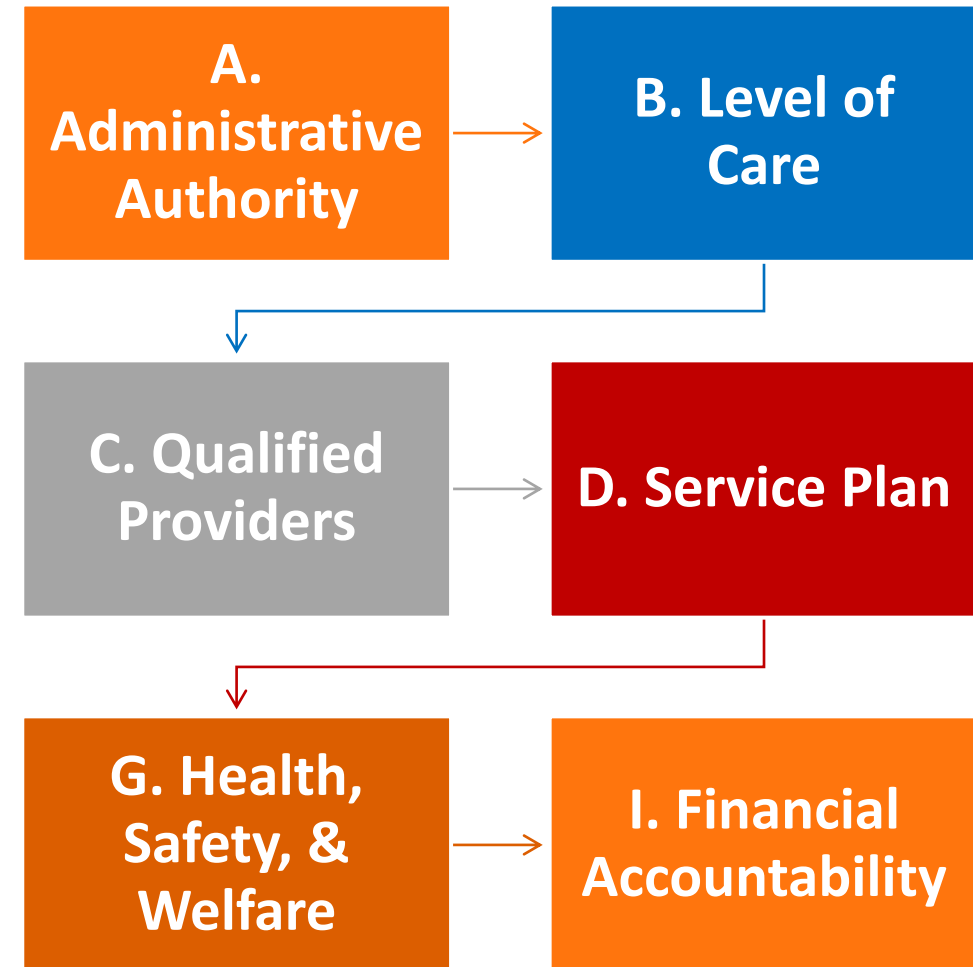 A.
Administrative
Authority
B. Level of
Care
C. Qualified
Providers
D. Service Plan
G. Health,
Safety, &
Welfare
I. Financial
Accountability